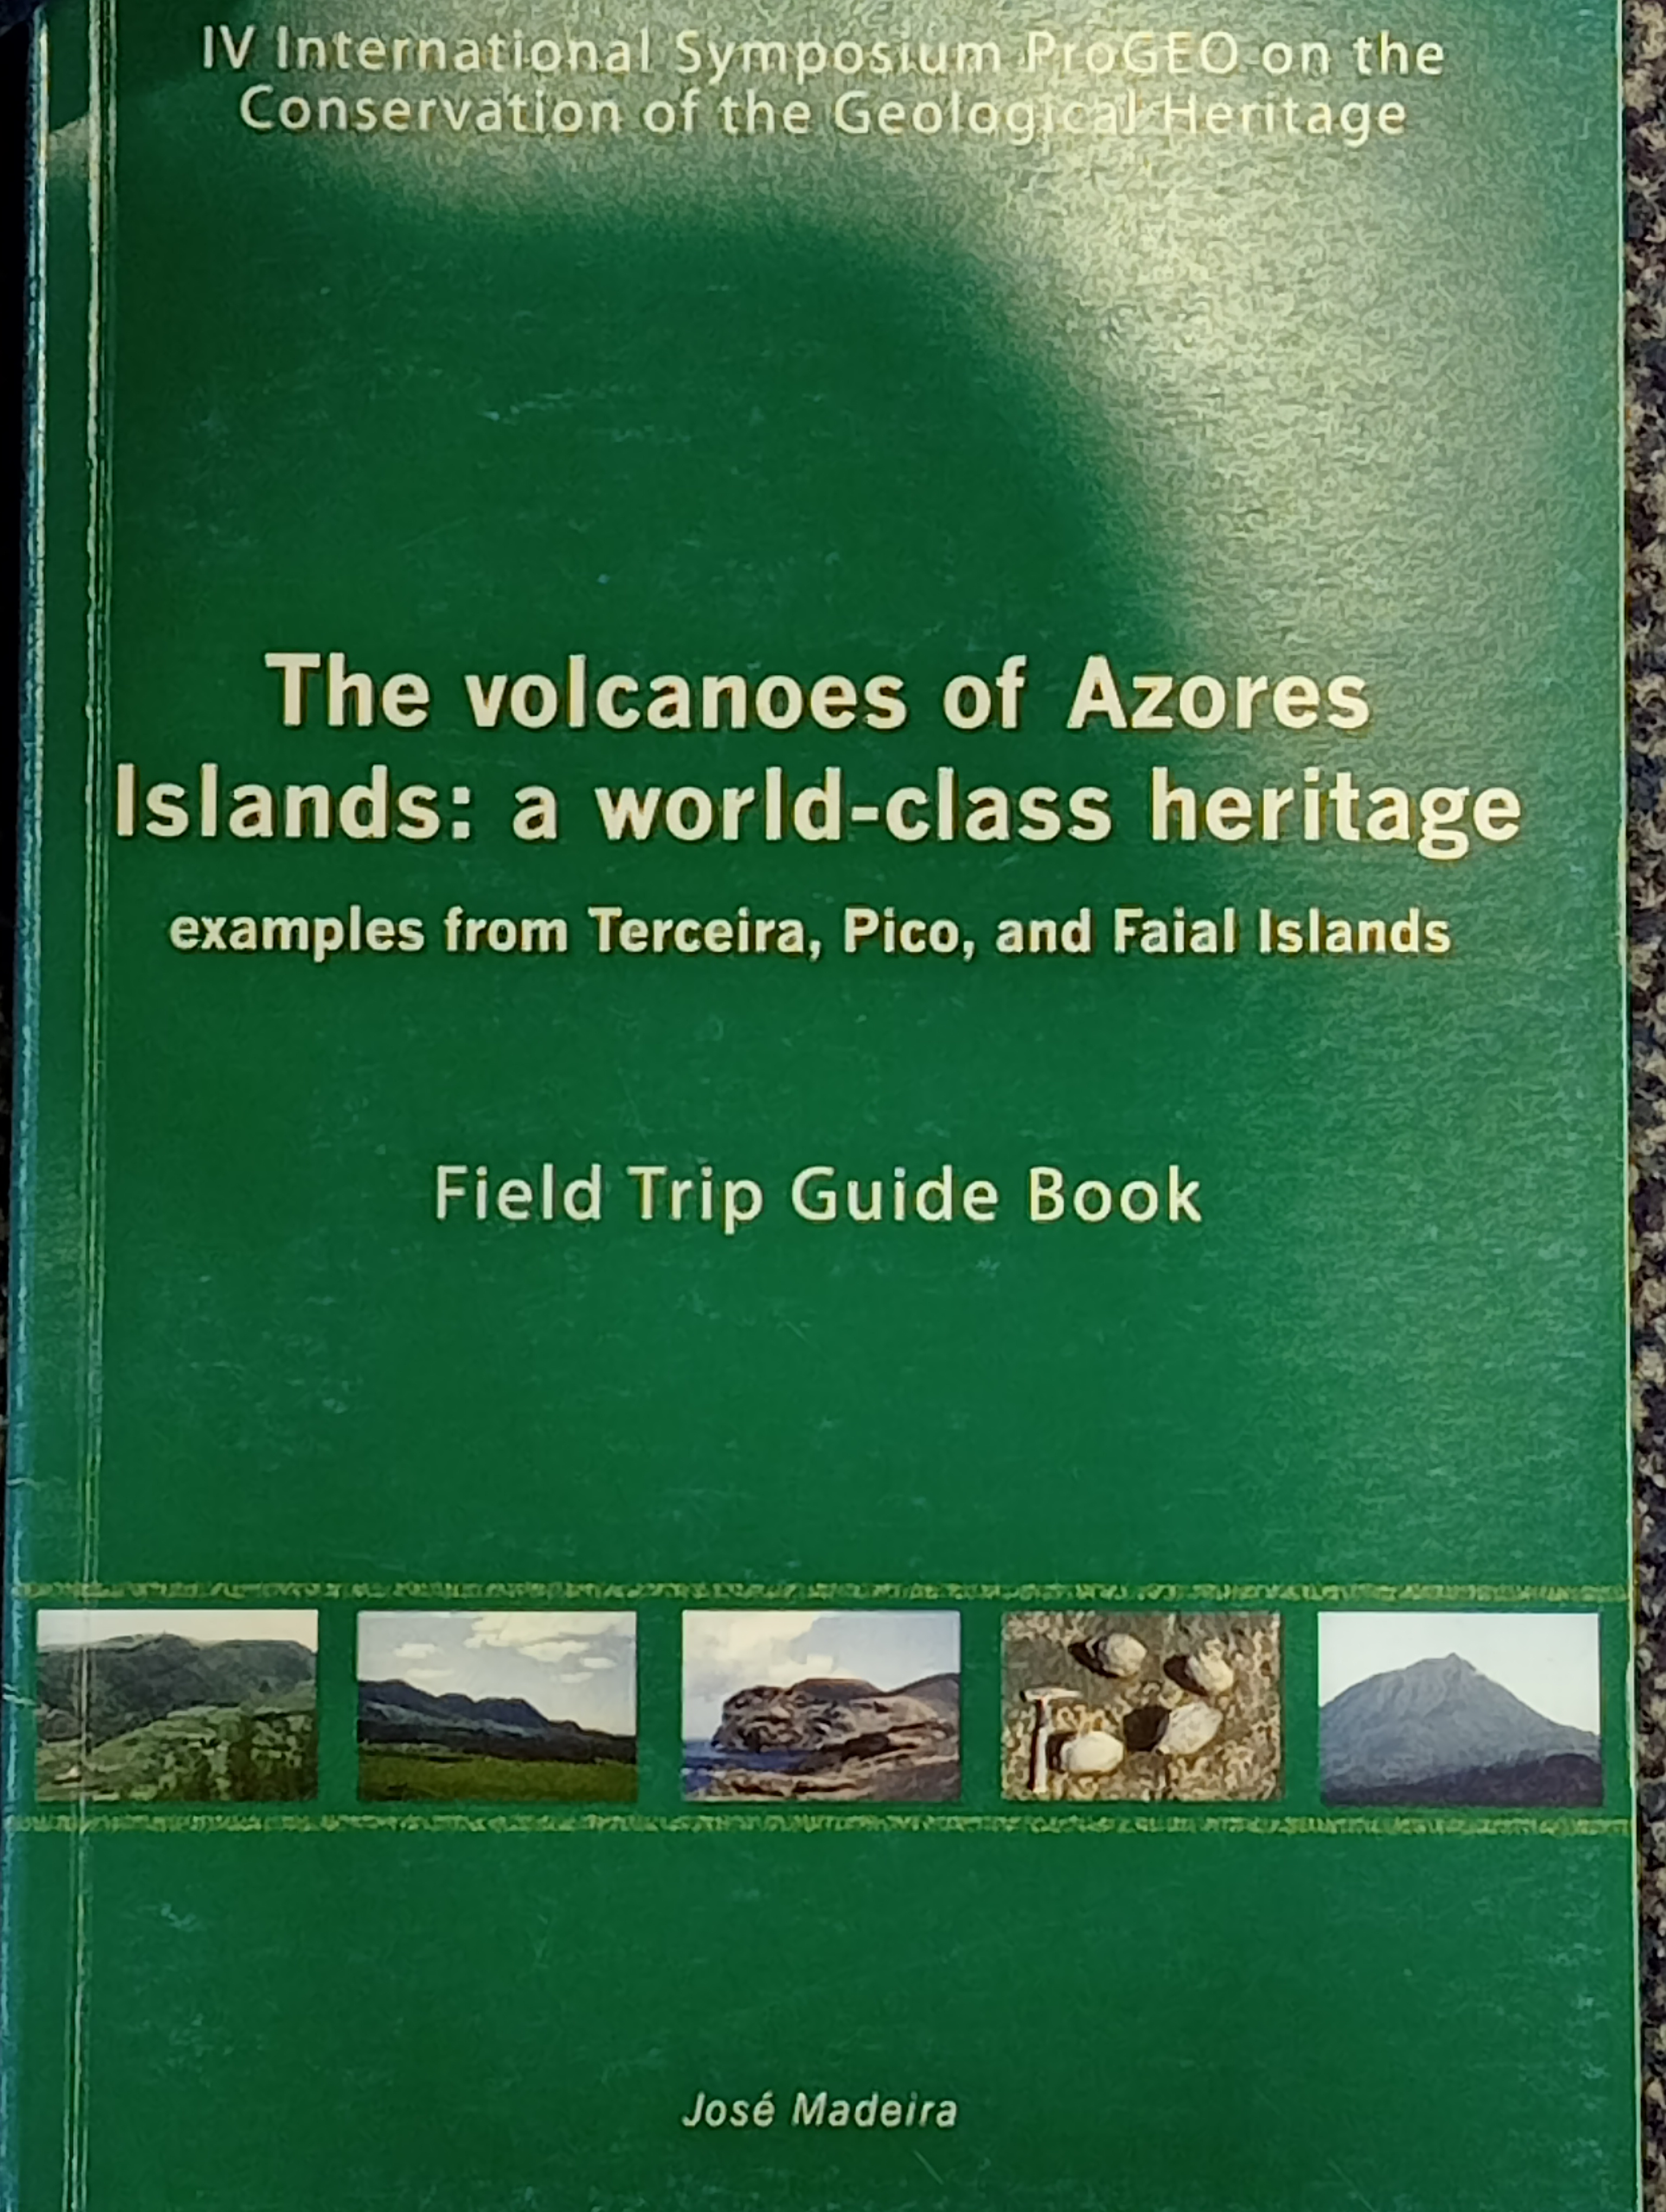 IV International Symposium ProGEO on the
Conservation of the Geological Heritage
The volcanoes of Azores
Islands: a world-class heritage
examples from Terceira, Pico, and Faial Islands
Field Trip Guide Book
José Madeira